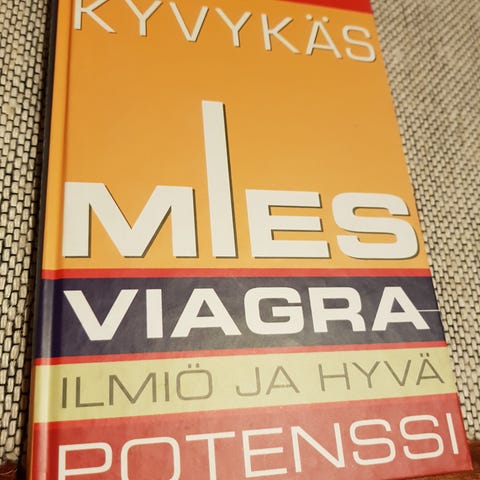 KYVYKÄS
MIES
VIAGRA-
ILMIÖ JA HYVÄ
POTENSSI